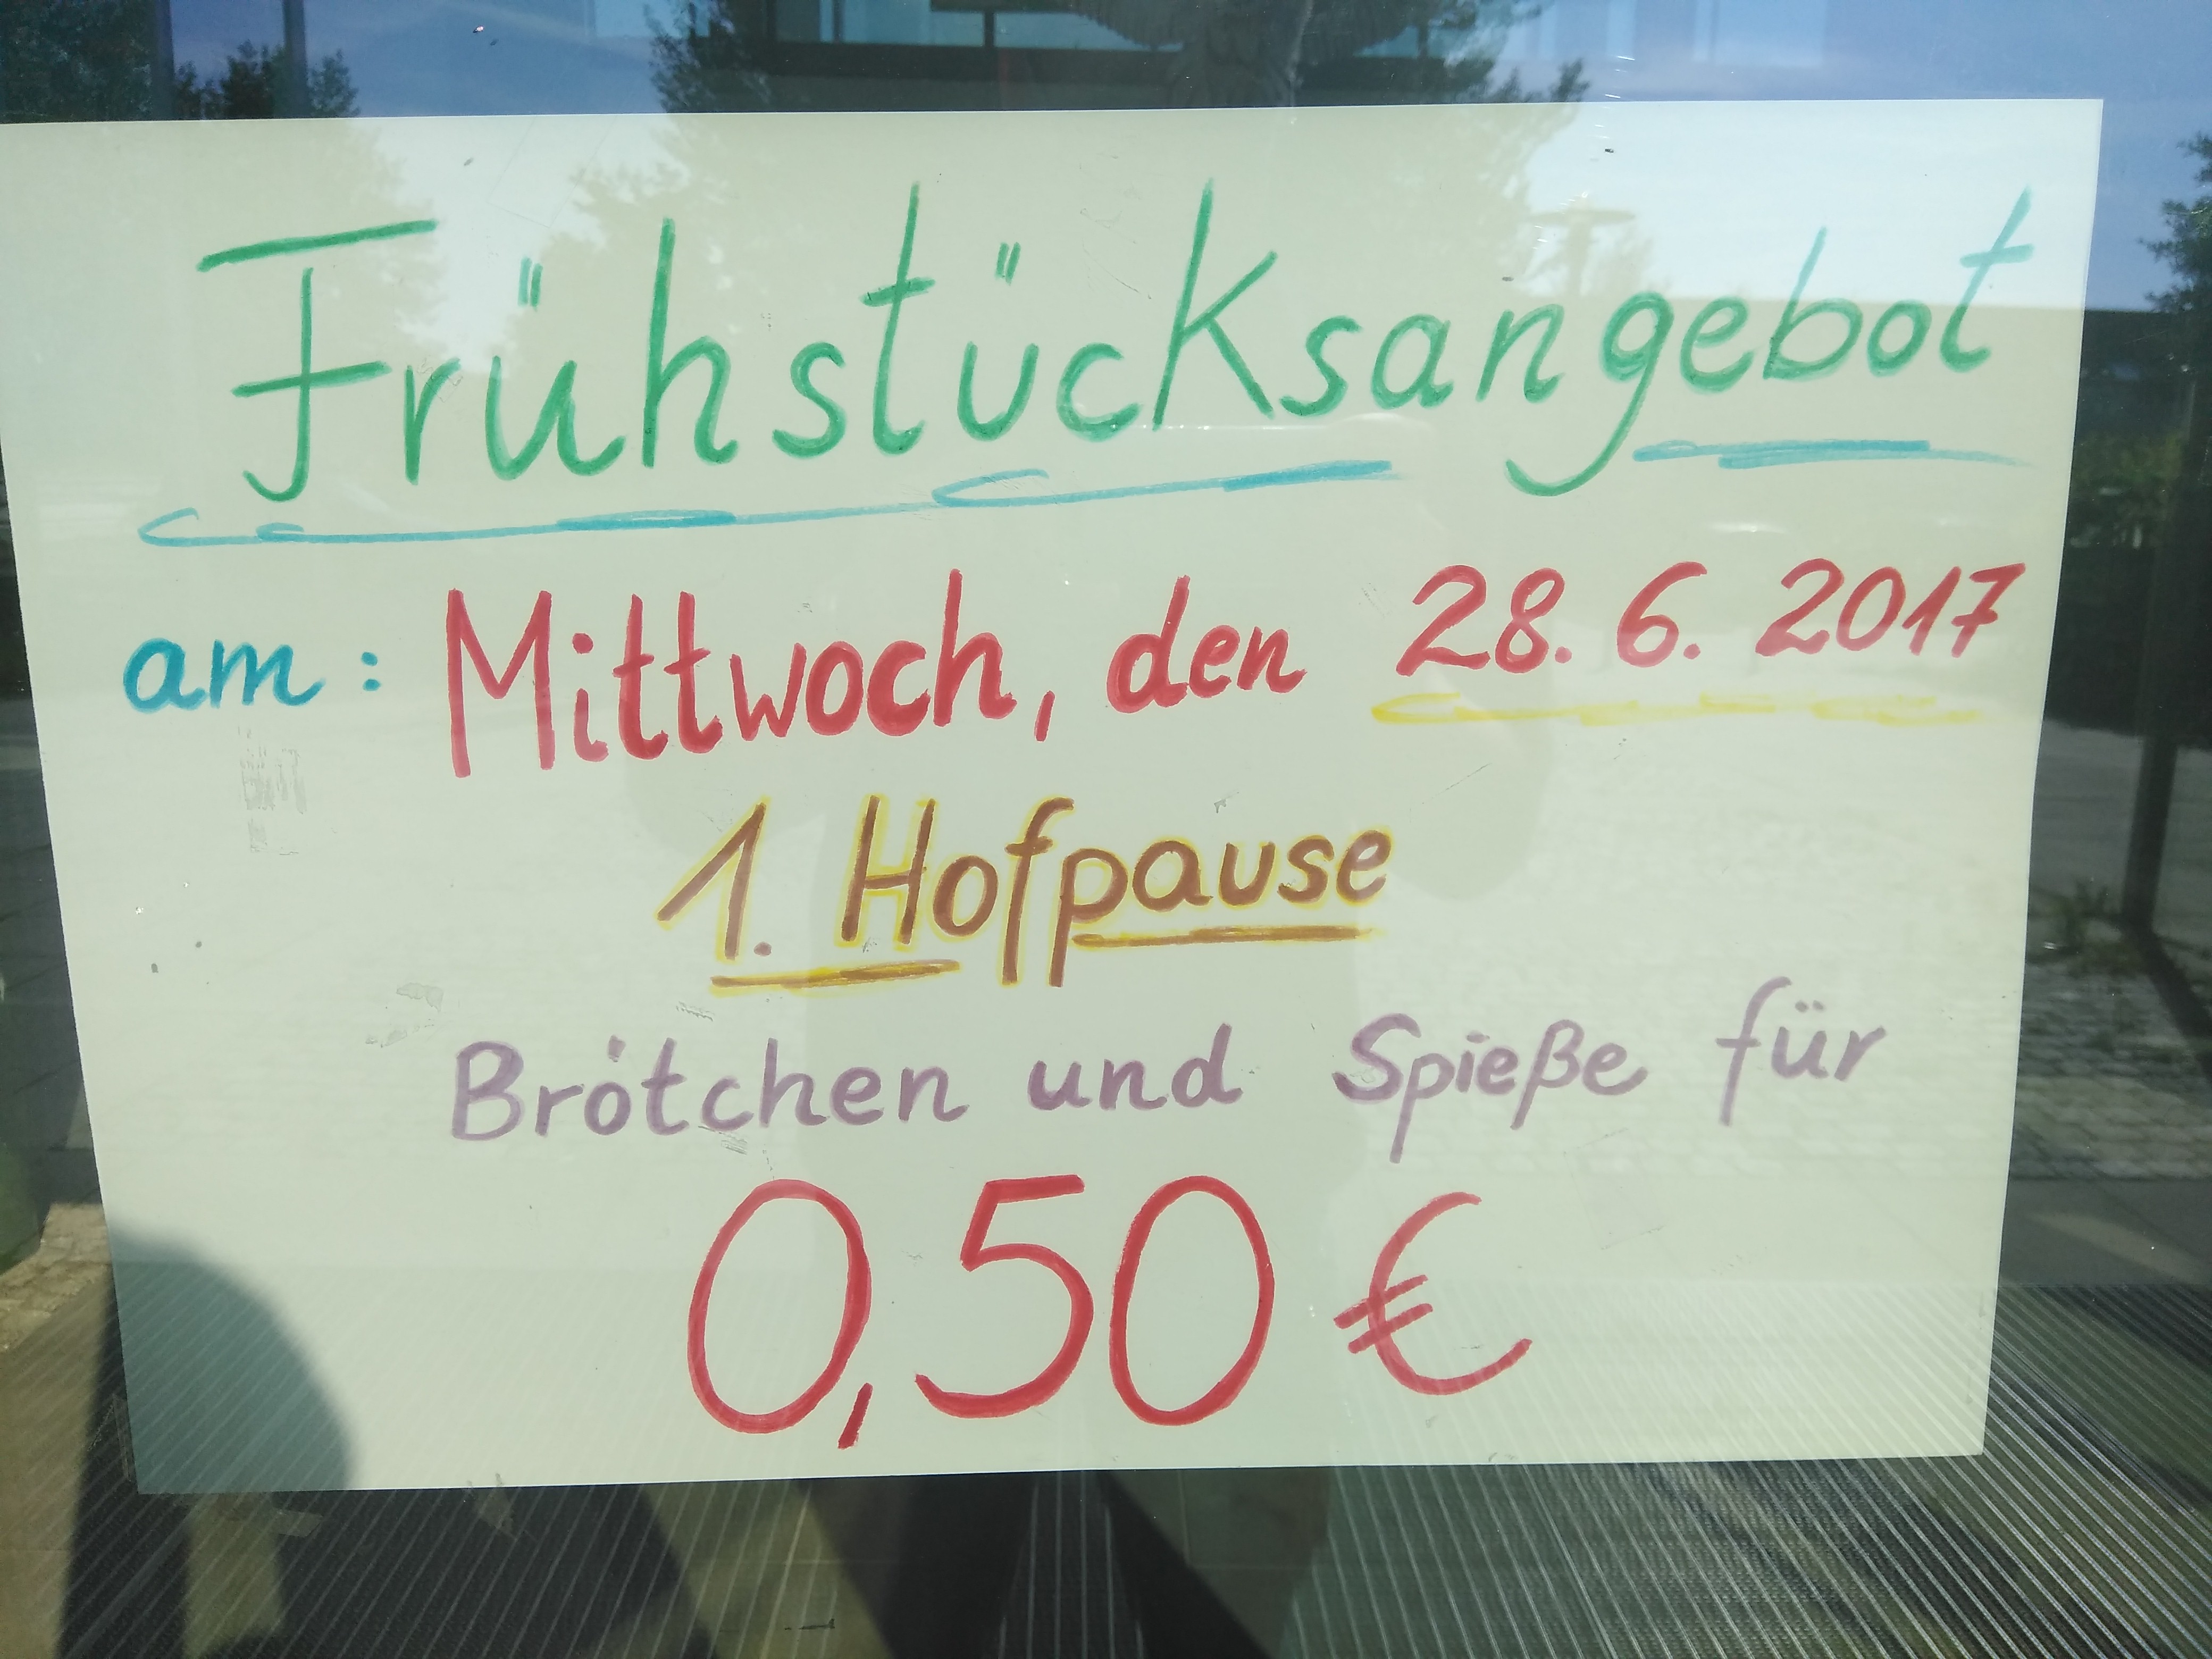 Frühstücksangebot
am: Mittwoch, den 28.6.2017
1. Hofpause
Brötchen und Spieße für
0,50 €